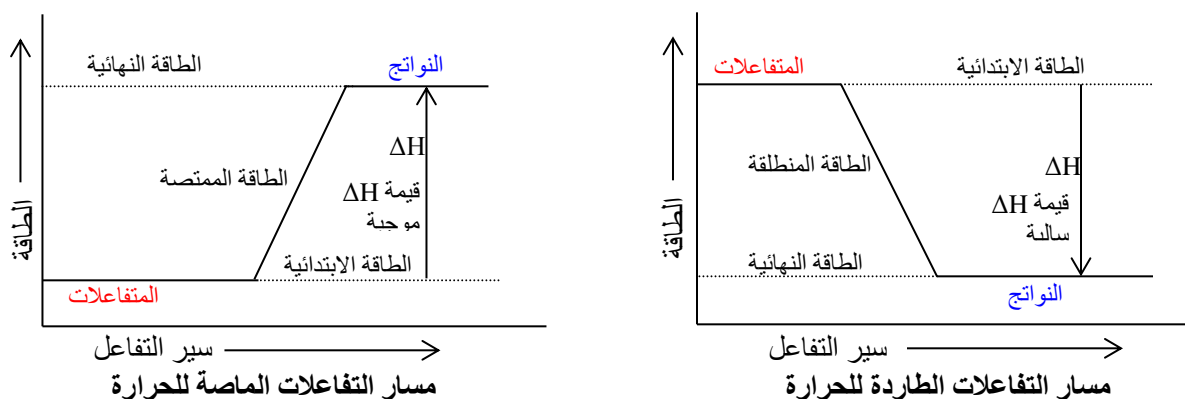 المتفاعلات
الطاقة الابتدائية
الطاقة المنطلقة
ΔH
قيمة ΔH
سالبة
الطاقة النهائية
النواتج
الطاقة
سير التفاعل
مسار التفاعلات الطاردة للحرارة
الطاقة النهائية
النواتج
الطاقة الممتصة
ΔH
قيمة ΔH
موجبة
الطاقة الابتدائية
المتفاعلات
الطاقة
سير التفاعل
مسار التفاعلات الماصة للحرارة